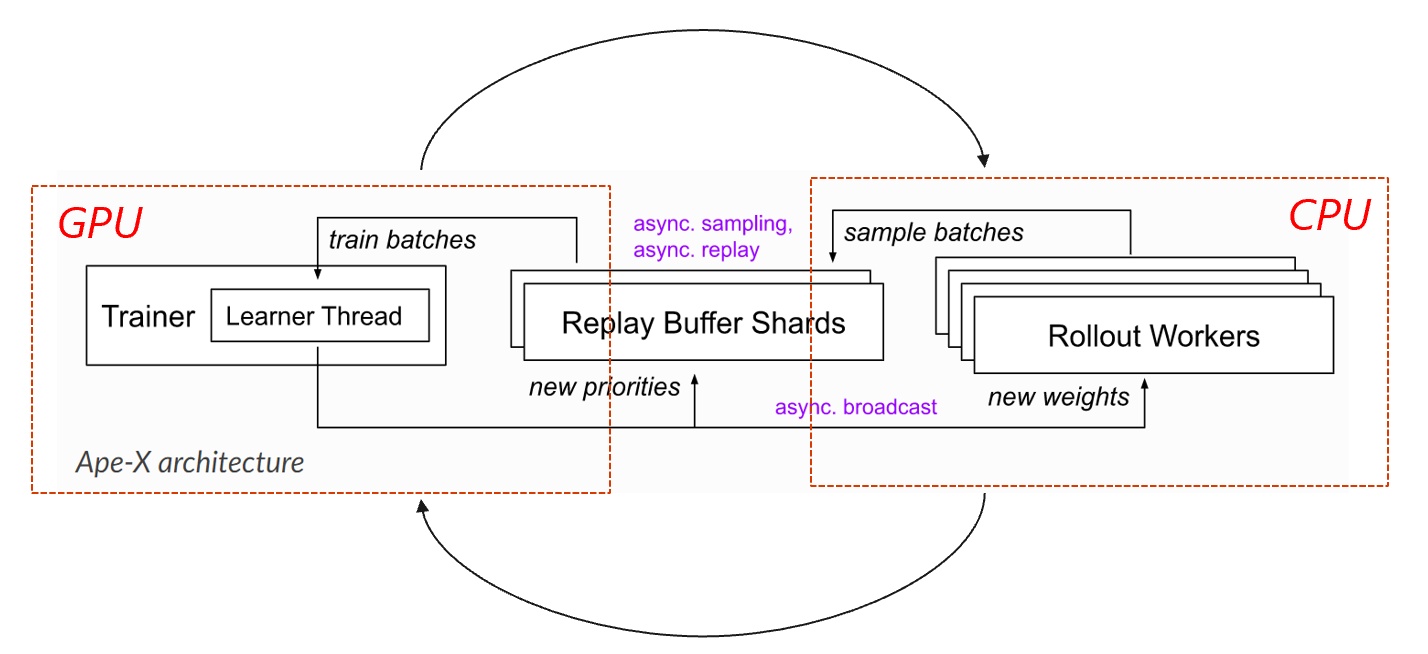 GPU
CPU
train batches
async. sampling,
async. replay
sample batches
Trainer
Learner Thread
Replay Buffer Shards
Rollout Workers
new priorities
async. broadcast
new weights
Ape-X architecture